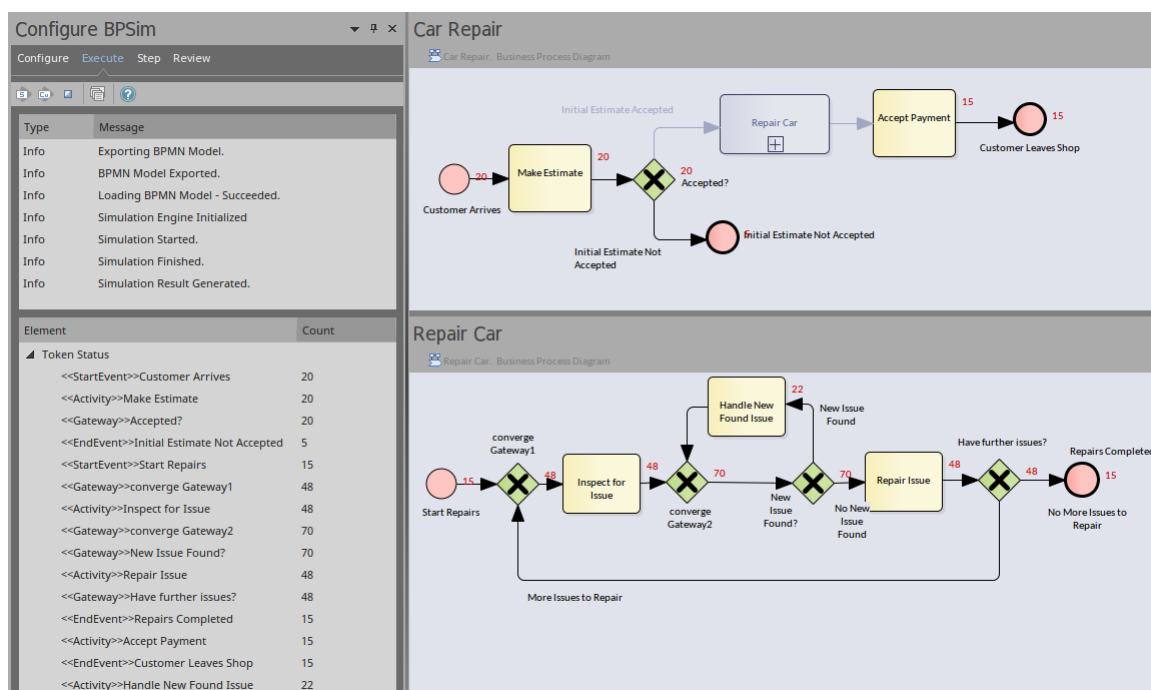 Configure BPSim
Configure Execute Step Review
Type Message
Info Exporting BPMN Model.
Info BPMN Model Exported.
Info Loading BPMN Model - Succeeded.
Info Simulation Engine Initialized
Info Simulation Started.
Info Simulation Finished.
Info Simulation Result Generated.
Element Count
Token Status
<<StartEvent>>Customer Arrives 20
<<Activity>>Make Estimate 20
<<Gateway>>Accepted? 20
<<EndEvent>>Initial Estimate Not Accepted 5
<<StartEvent>>Start Repairs 15
<<Gateway>>converge Gateway1 48
<<Activity>>Inspect for Issue 48
<<Gateway>>converge Gateway2 70
<<Gateway>>New Issue Found? 70
<<Activity>>Repair Issue 48
<<Gateway>>Have further issues? 48
<<EndEvent>>Repairs Completed 15
<<Activity>>Accept Payment 15
<<EndEvent>>Customer Leaves Shop 15
<<Activity>>Handle New Found Issue 22
Car Repair
Car Repair. Business Process Diagram
Initial Estimate Accepted
Repair Car
Accept Payment
15
15
Customer Leaves Shop
20
Make Estimate
20
20
Accepted?
Customer Arrives
Initial Estimate Not Accepted
Initial Estimate Not
Accepted
Repair Car
Repair Car. Business Process Diagram
Handle New
Found Issue
22
New Issue
Found
converge
Gateway1
Have further issues?
Repairs Completed
15
48
Inspect for
Issue
48
70
70
Repair Issue
48
48
15
Start Repairs
converge
Gateway2
New
Issue
Found?
No New
Issue
Found
No More Issues to
Repair
More Issues to Repair